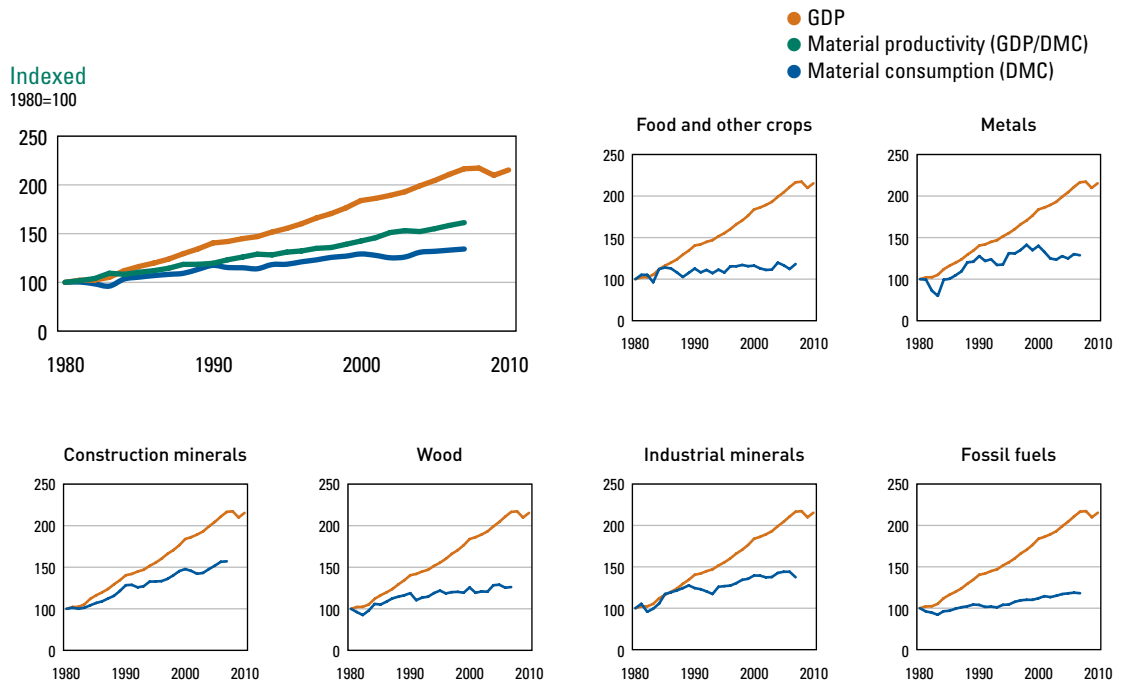 GDP
Material productivity (GDP/DMC)
Material consumption (DMC)
Indexed
1980=100
250
200
150
100
0
1980 1990 2000 2010
Food and other crops
250
200
150
100
0
1980 1990 2000 2010
Metals
250
200
150
100
0
1980 1990 2000 2010
Construction minerals
250
200
150
100
0
1980 1990 2000 2010
Wood
250
200
150
100
0
1980 1990 2000 2010
Industrial minerals
250
200
150
100
0
1980 1990 2000 2010
Fossil fuels
250
200
150
100
0
1980 1990 2000 2010